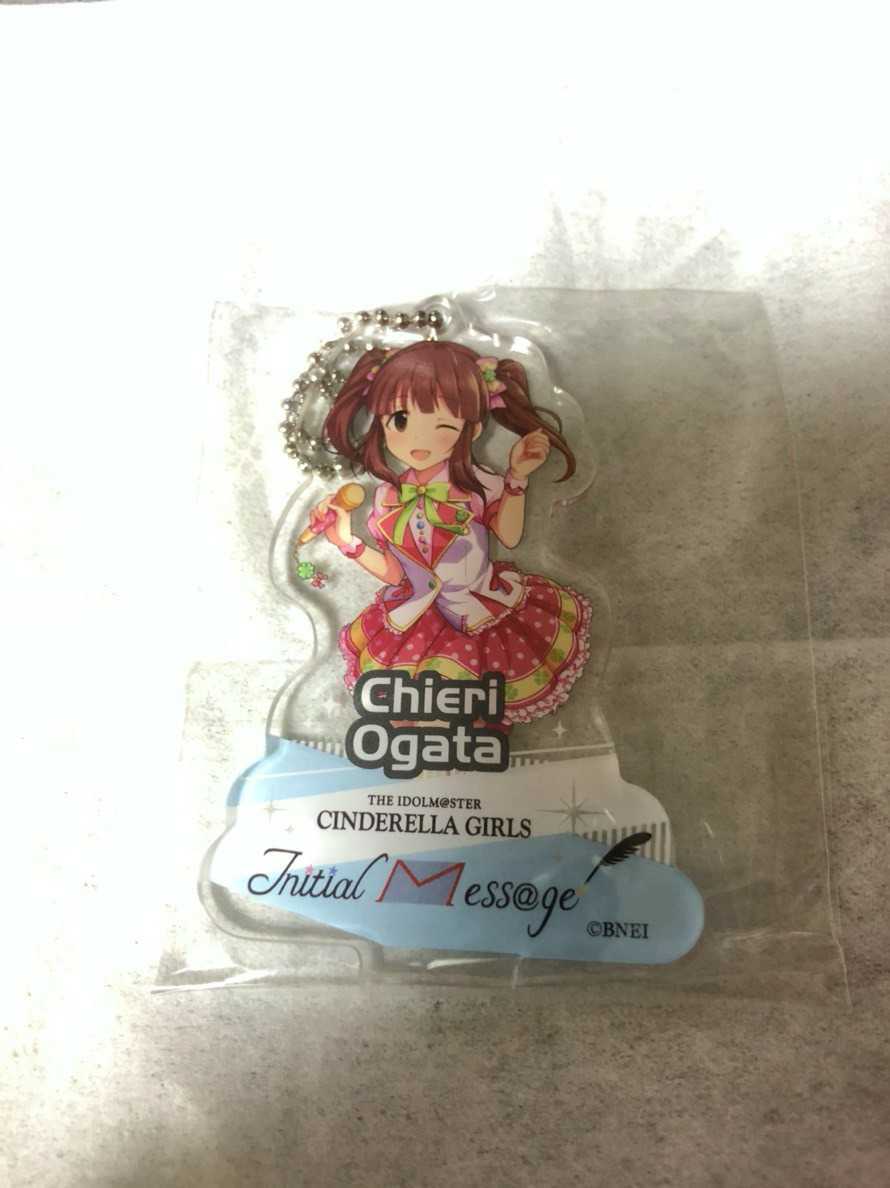 Chieri
Ogata
THE IDOLM@STER
CINDERELLA GIRLS
Initial Mess@ge
©BNEI